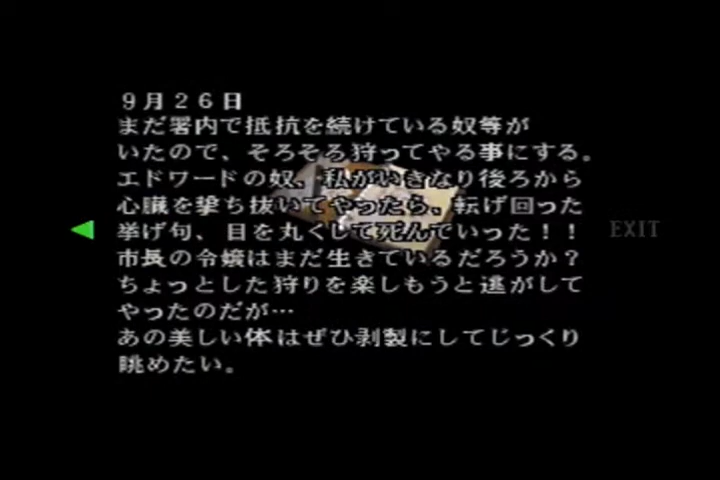 9月26日
まだ署内で抵抗を続けている奴等が
いたので、そろそろ狩ってやる事にする。
エドワードの奴、私がいきなり後ろから
心臓を撃ち抜いてやったら、転げ回った
挙げ句、目を丸くして死んでいった！！
市長の令嬢はまだ生きているだろうか？
ちょっとした狩りを楽しもうと逃がして
やったのだが…
あの美しい体はぜひ剥製にしてじっくり
眺めたい。
EXIT